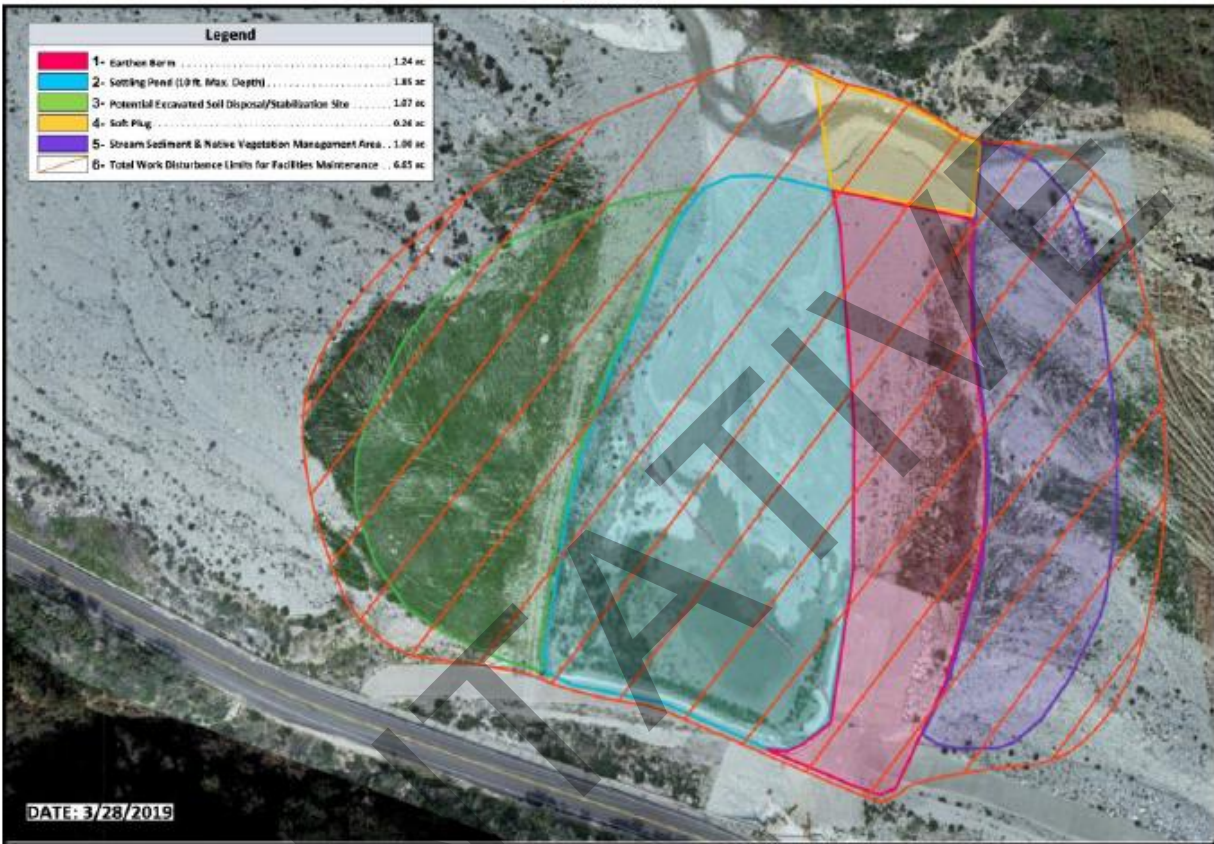 Legend
1- Earthen Berm 1.24 ac
2- Settling Pond (10 ft. Max. Depth) 1.85 ac
3- Potential Excavated Soil Disposal/Stabilization Site 1.07 ac
4- Soft Plug 0.26 ac
5- Stream Sediment & Native Vegetation Management Area 1.00 ac
6- Total Work Disturbance Limits for Facilities Maintenance 6.65 ac
TATIVE
DATE: 3/28/2019